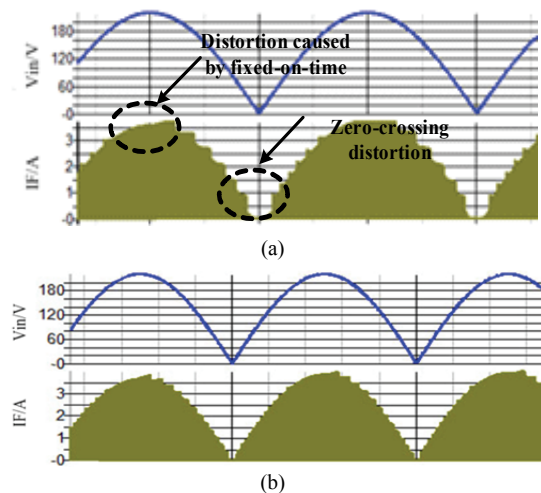 Vin/V
180
120
60
-0
Distortion caused
by fixed-on-time
IF/A
3
2
1
-0
Zero-crossing
distortion
(a)
Vin/V
180
120
60
-0
IF/A
3
2
1
-0
(b)